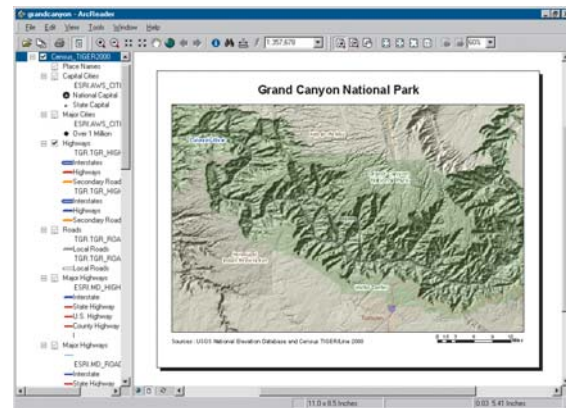 grandcanyon - ArcReader
File Edit View Tools Window Help
1:357,678
60%
Census_TIGER2000
Place Names
Capital Cities
ESRI.AWS_CITI
National Capital
State Capital
Major Cities
ESRI.AWS_CITI
Over 1 Million
Highways
TGR.TGR_HIGH
Interstates
Highways
Secondary Road
TGR.TGR_HIGH
Interstates
Highways
Secondary Road
Roads
TGR.TGR_ROA
Local Roads
TGR.TGR_ROA
Local Roads
Major Highways
ESRI.MD_HIGH
Interstate
State Highway
U.S. Highway
County Highway
Major Highways
ESRI.MD_ROAD
Interstate
State Highway
Grand Canyon National Park
Sources : USGS National Elevation Database and Census TIGER/Line 2000
11.0 x 8.5 Inches
0.03 5.41 Inches